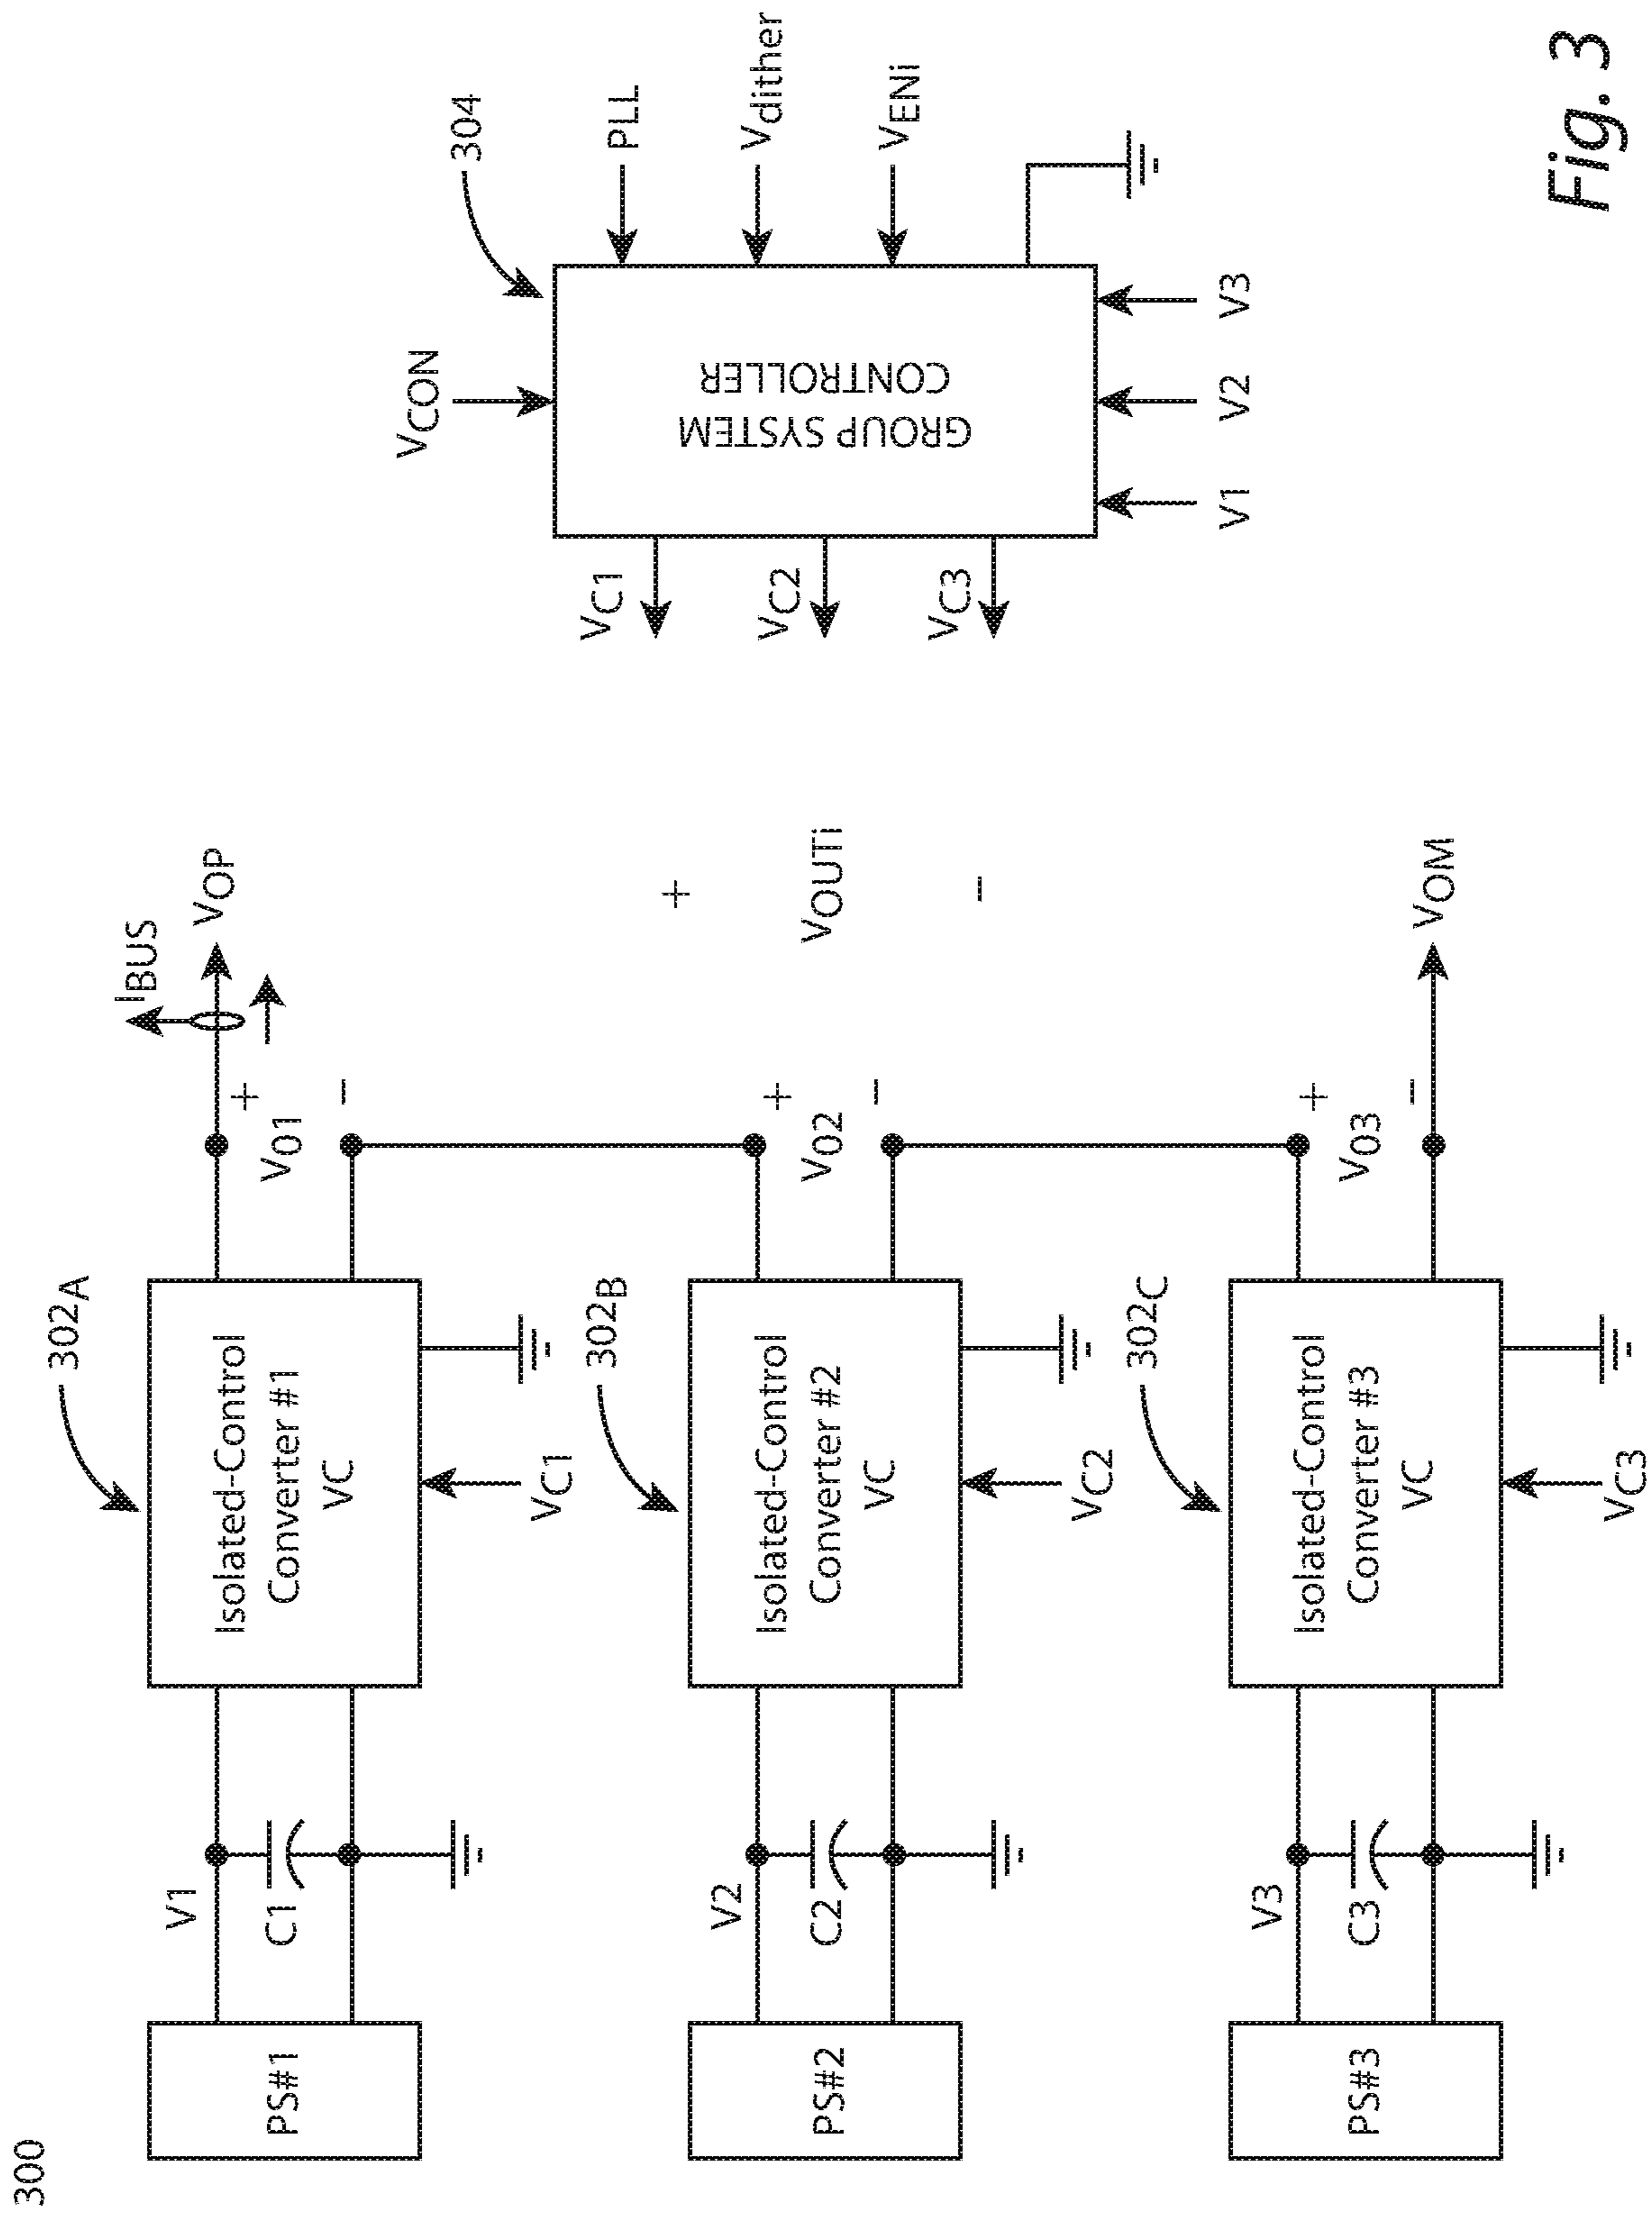 300
PS#1
V1
C1
302A
Isolated-Control
Converter #1
VC
VC1
+
V01
−
IBUS
VOP
PS#2
V2
C2
302B
Isolated-Control
Converter #2
VC
VC2
+
V02
−
+
VOUTi
−
PS#3
V3
C3
302C
Isolated-Control
Converter #3
VC
VC3
+
V03
−
VOM
304
VCON
GROUP SYSTEM
CONTROLLER
VC1
VC2
VC3
PLL
Vdither
VENi
V1
V2
V3
Fig. 3